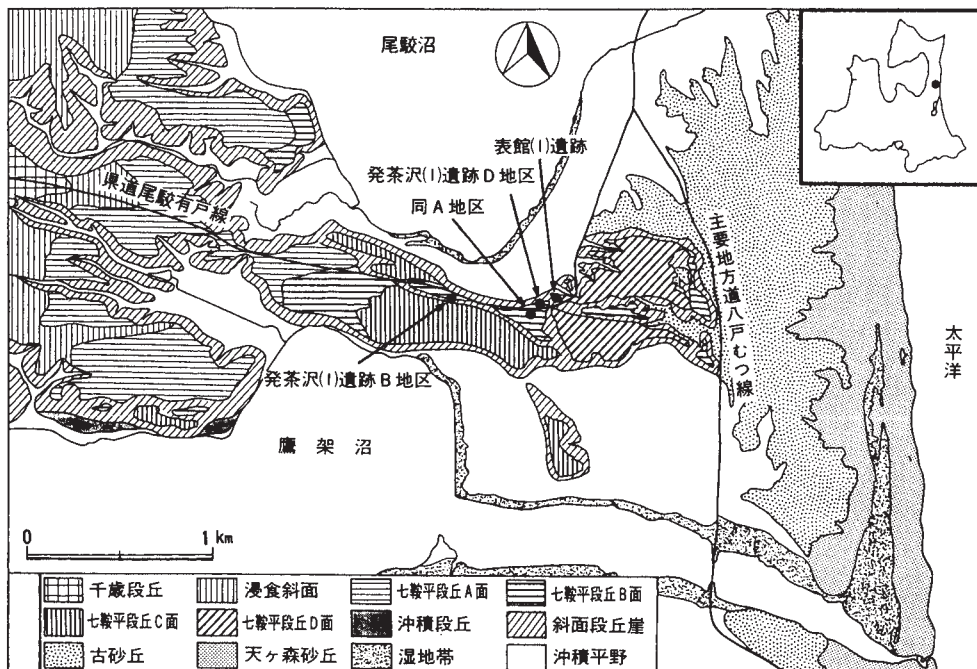 尾駮沼
表館(1)遺跡
発茶沢(1)遺跡D地区
同A地区
県道尾駮有戸線
主要地方道八戸むつ線
太平洋
発茶沢(1)遺跡B地区
鷹架沼
0 1km
千歳段丘 浸食斜面 七鞍平段丘A面 七鞍平段丘B面
七鞍平段丘C面 七鞍平段丘D面 沖積段丘 斜面段丘崖
古砂丘 天ヶ森砂丘 湿地帯 沖積平野